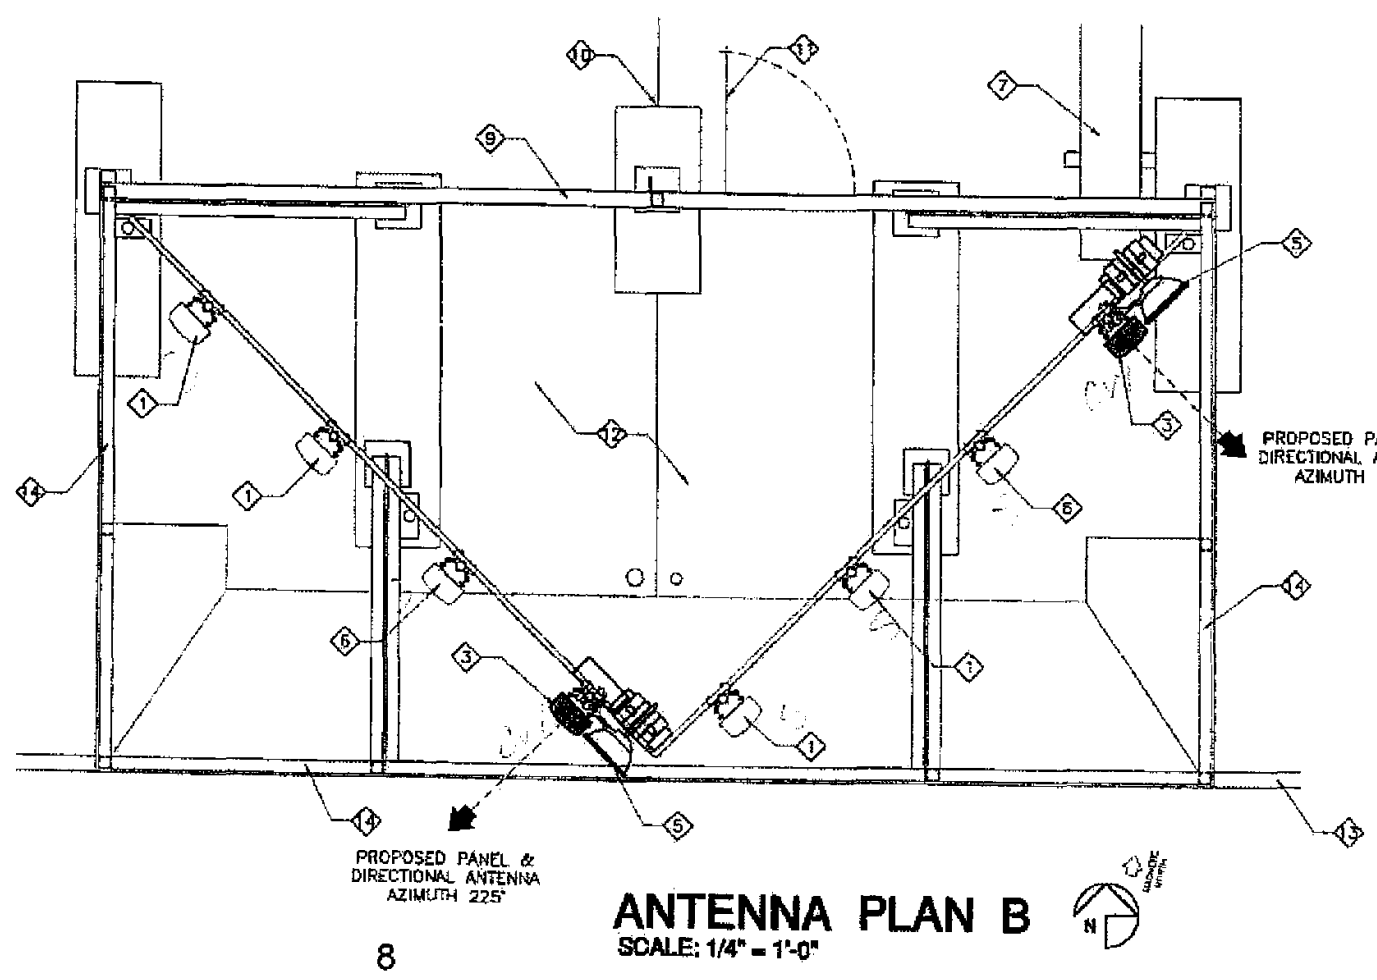 10
11
7
9
5
1
3
PROPOSED
DIRECTIONAL
AZIMUTH
12
14
1
6
14
6
3
1
1
14
5
13
PROPOSED PANEL &
DIRECTIONAL ANTENNA
AZIMUTH 225°
ANTENNA PLAN B
SCALE: 1/4" = 1'-0"
N
8